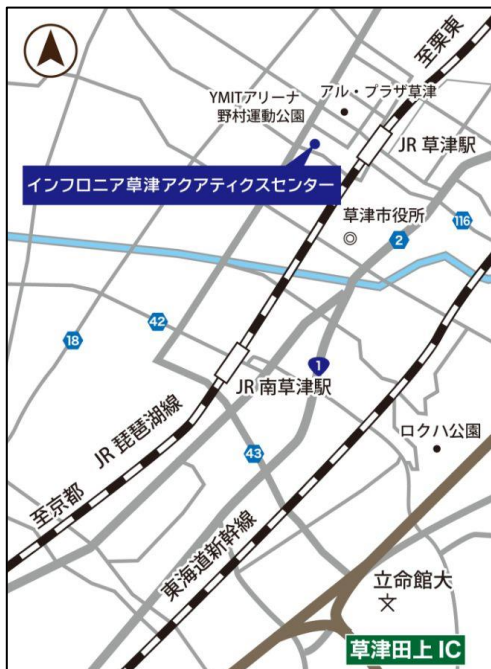 至栗東
アル・プラザ草津
YMITアリーナ
野村運動公園
JR 草津駅
インフロニア草津アクアティクスセンター
草津市役所
116
2
42
18
1
JR 南草津駅
ロクハ公園
43
JR 琵琶湖線
至京都
東海道新幹線
立命館大
草津田上 IC